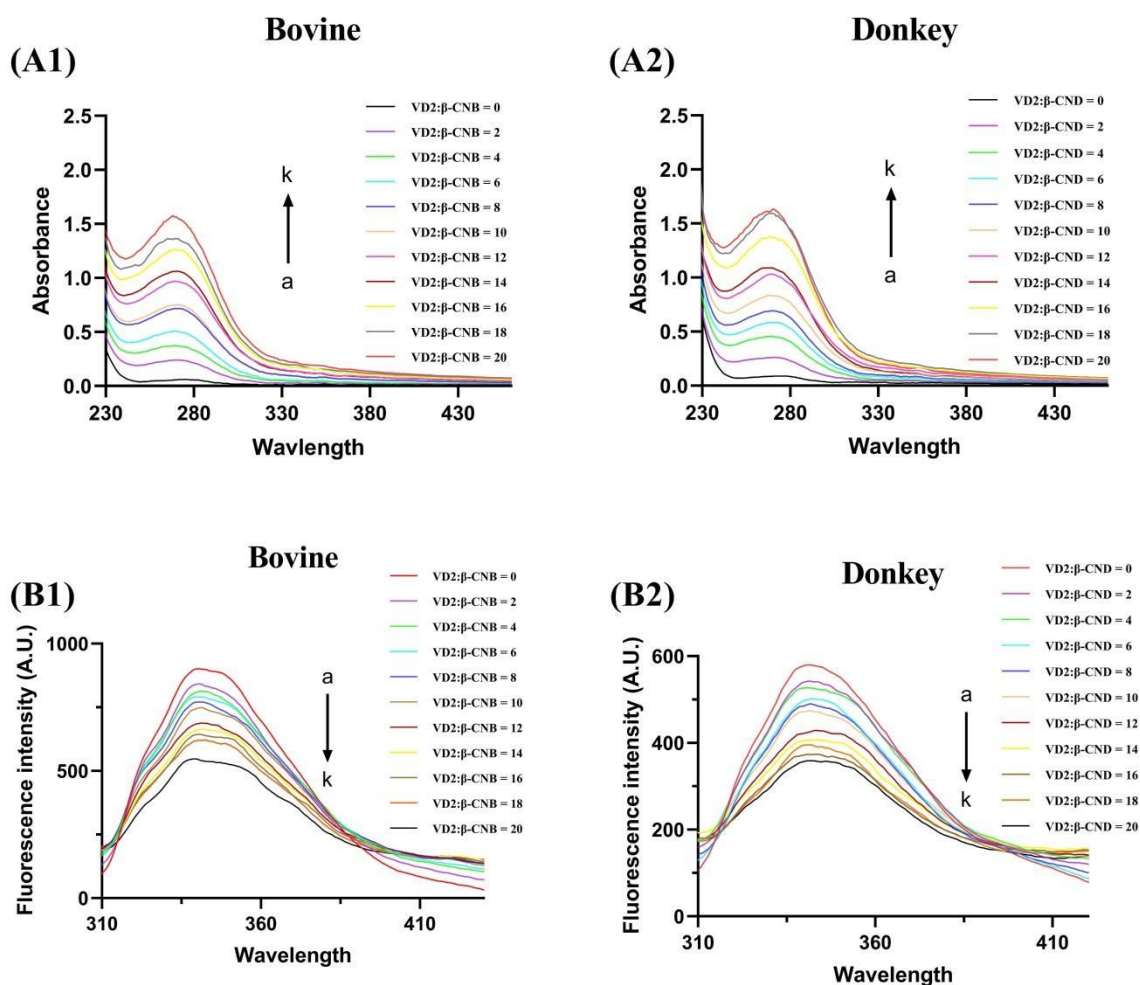 Bovine
(A1)
VD2:β-CNB = 0
VD2:β-CNB = 2
VD2:β-CNB = 4
VD2:β-CNB = 6
VD2:β-CNB = 8
VD2:β-CNB = 10
VD2:β-CNB = 12
VD2:β-CNB = 14
VD2:β-CNB = 16
VD2:β-CNB = 18
VD2:β-CNB = 20
k
a
Absorbance
2.5
2.0
1.5
1.0
0.5
0.0
230 280 330 380 430
Wavlength
Donkey
(A2)
VD2:β-CND = 0
VD2:β-CND = 2
VD2:β-CND = 4
VD2:β-CND = 6
VD2:β-CND = 8
VD2:β-CND = 10
VD2:β-CND = 12
VD2:β-CND = 14
VD2:β-CND = 16
VD2:β-CND = 18
VD2:β-CND = 20
k
a
Absorbance
2.5
2.0
1.5
1.0
0.5
0.0
230 280 330 380 430
Wavlength
Bovine
(B1)
VD2:β-CNB = 0
VD2:β-CNB = 2
VD2:β-CNB = 4
VD2:β-CNB = 6
VD2:β-CNB = 8
VD2:β-CNB = 10
VD2:β-CNB = 12
VD2:β-CNB = 14
VD2:β-CNB = 16
VD2:β-CNB = 18
VD2:β-CNB = 20
a
k
Fluorescence intensity (A.U.)
1000
500
0
310 360 410
Wavelength
Donkey
(B2)
VD2:β-CND = 0
VD2:β-CND = 2
VD2:β-CND = 4
VD2:β-CND = 6
VD2:β-CND = 8
VD2:β-CND = 10
VD2:β-CND = 12
VD2:β-CND = 14
VD2:β-CND = 16
VD2:β-CND = 18
VD2:β-CND = 20
a
k
Fluorescence intensity (A.U.)
600
400
200
0
310 360 410
Wavelength